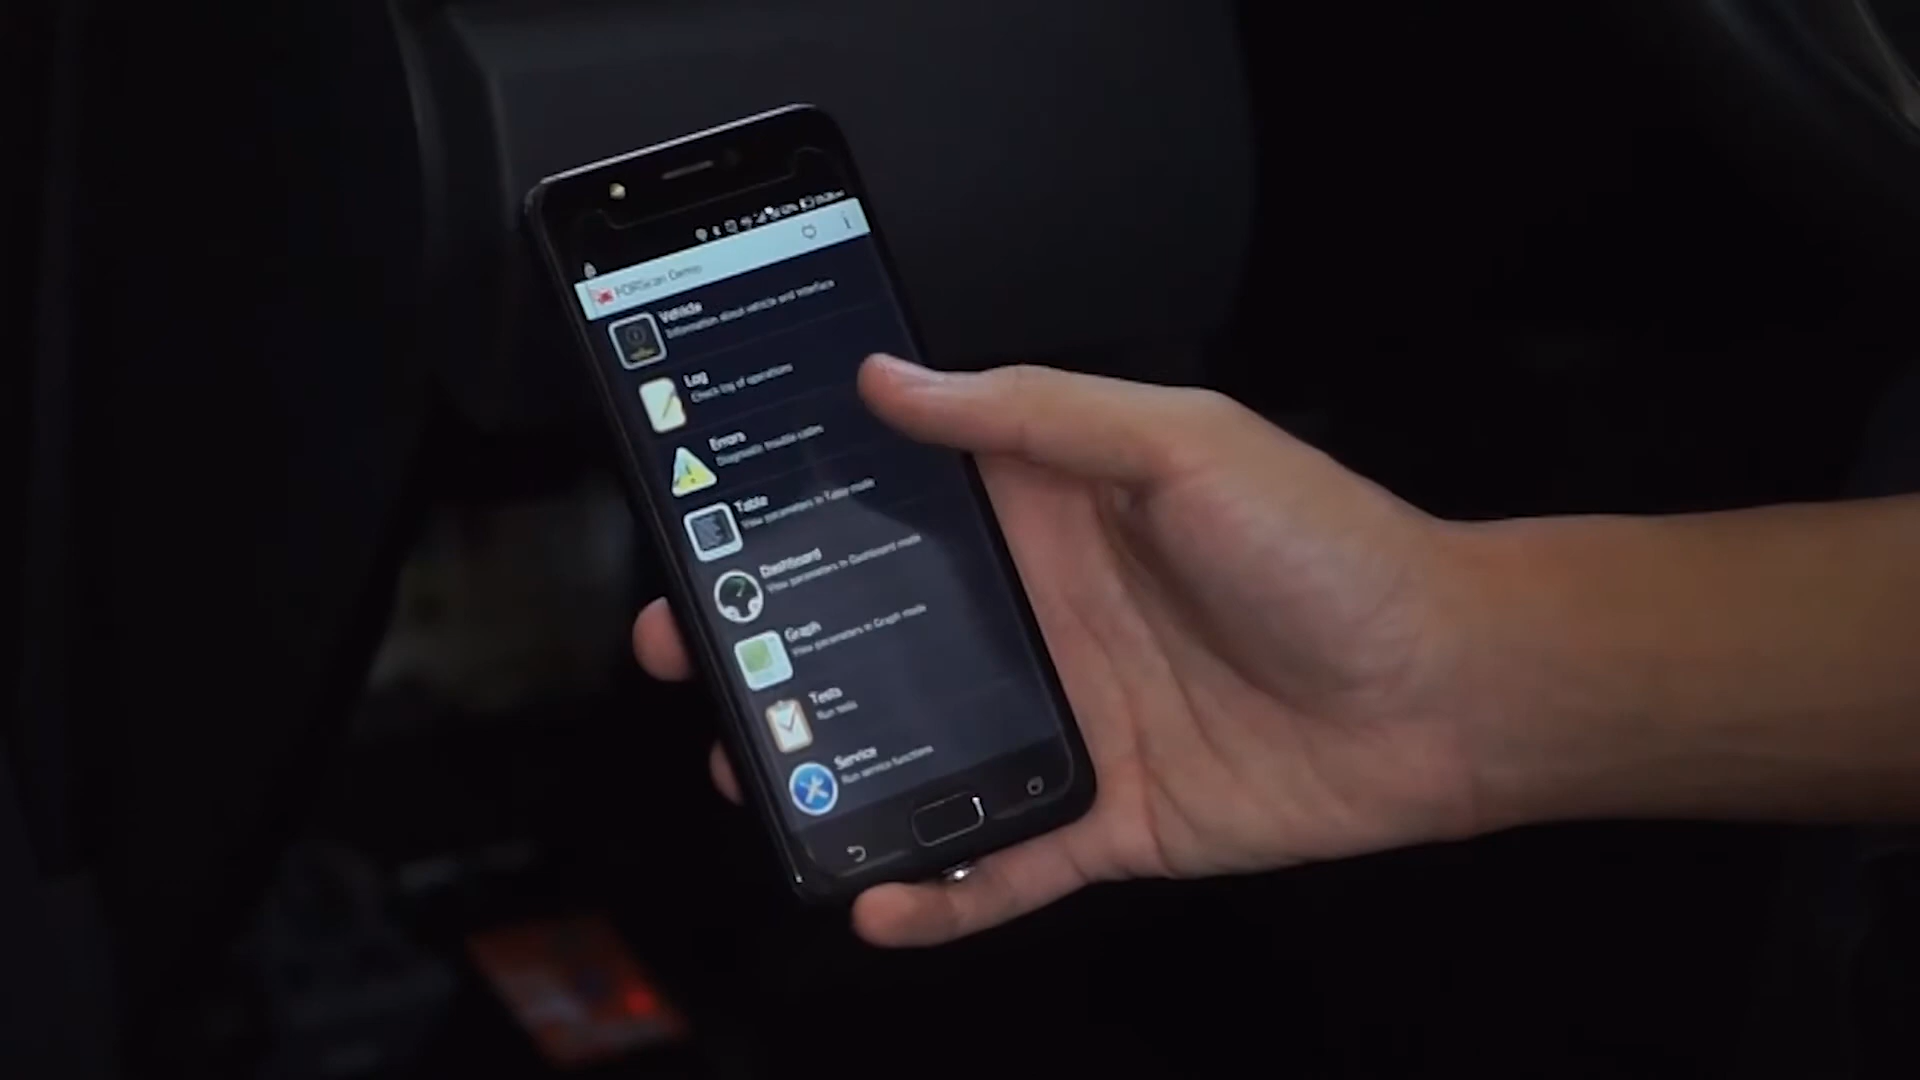 FORScan Demo
Vehicle
Information about vehicle and interface
Log
Check log of operations
Errors
Diagnostic trouble codes
Table
View parameters in Table mode
Dashboard
View parameters in Dashboard mode
Graph
View parameters in Graph mode
Tests
Run tests
Service
Run service functions